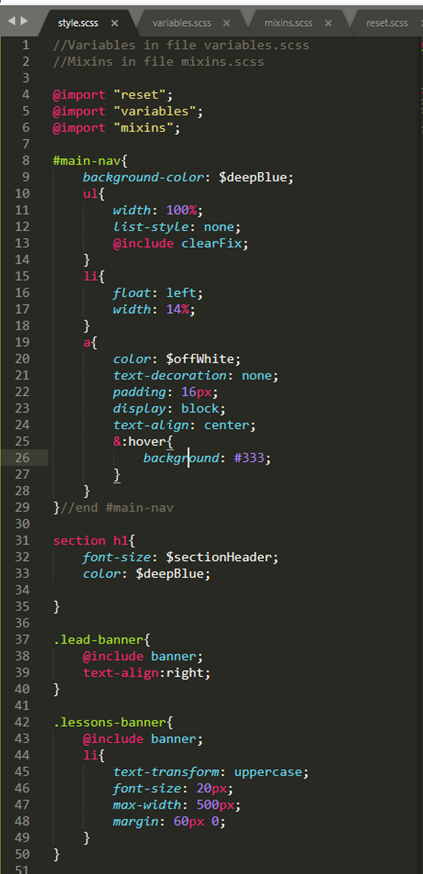 style.scss × variables.scss × mixins.scss × reset.scss
1 //Variables in file variables.scss
2 //Mixins in file mixins.scss
3
4 @import "reset";
5 @import "variables";
6 @import "mixins";
7
8 #main-nav{
9 background-color: $deepBlue;
10 ul{
11 width: 100%;
12 list-style: none;
13 @include clearFix;
14 }
15 li{
16 float: left;
17 width: 14%;
18 }
19 a{
20 color: $offWhite;
21 text-decoration: none;
22 padding: 16px;
23 display: block;
24 text-align: center;
25 &:hover{
26 background: #333;
27 }
28 }
29 }//end #main-nav
30
31 section h1{
32 font-size: $sectionHeader;
33 color: $deepBlue;
34
35 }
36
37 .lead-banner{
38 @include banner;
39 text-align:right;
40 }
41
42 .lessons-banner{
43 @include banner;
44 li{
45 text-transform: uppercase;
46 font-size: 20px;
47 max-width: 500px;
48 margin: 60px 0;
49 }
50 }
51